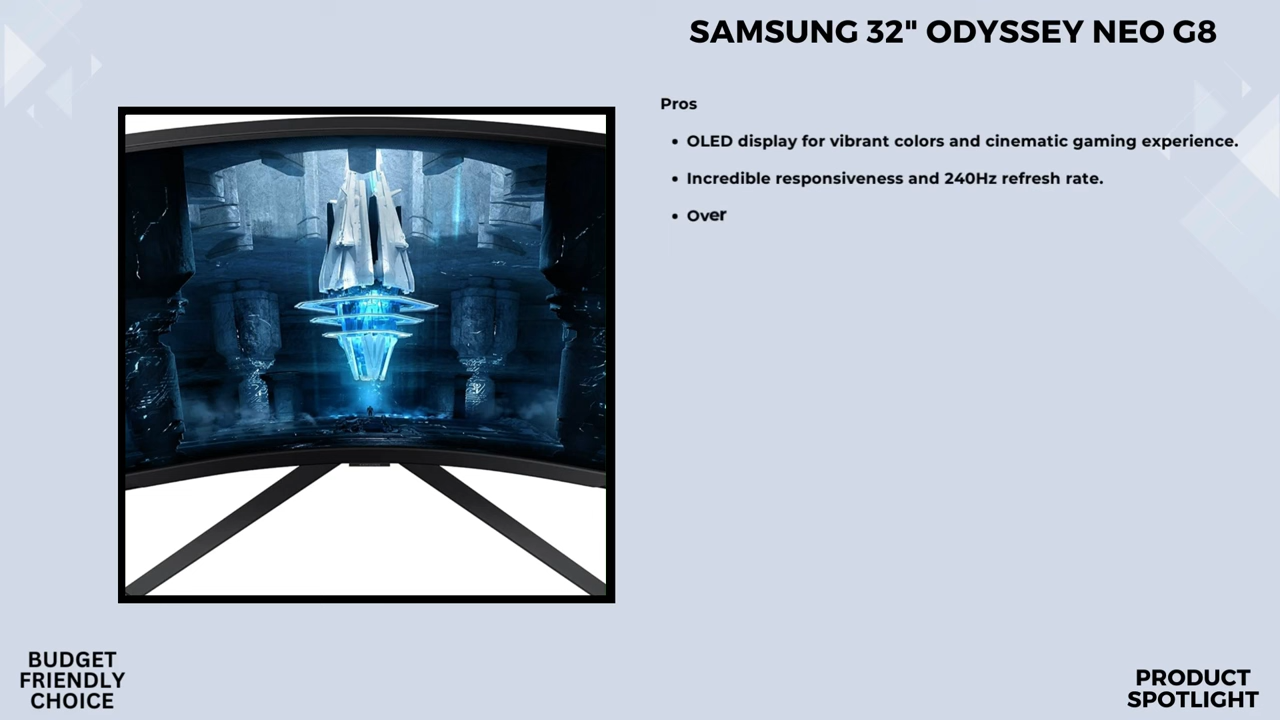 SAMSUNG 32" ODYSSEY NEO G8
Pros
• OLED display for vibrant colors and cinematic gaming experience.
• Incredible responsiveness and 240Hz refresh rate.
• Over
BUDGET
FRIENDLY
CHOICE
PRODUCT
SPOTLIGHT